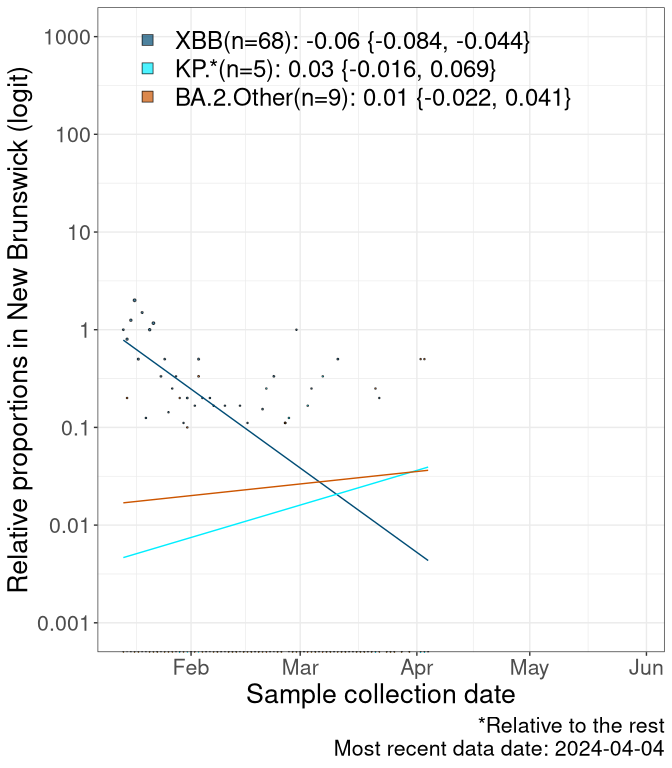 XBB(n=68): -0.06 {-0.084, -0.044}
KP.*(n=5): 0.03 {-0.016, 0.069}
BA.2.Other(n=9): 0.01 {-0.022, 0.041}
Relative proportions in New Brunswick (logit)
1000
100
10
1
0.1
0.01
0.001
Feb Mar Apr May Jun
Sample collection date
*Relative to the rest
Most recent data date: 2024-04-04